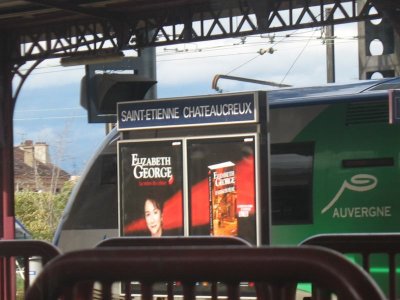 SAINT-ETIENNE CHATEAUCREUX
ELIZABETH
GEORGE
ELIZABETH
GEORGE
AUVERGNE